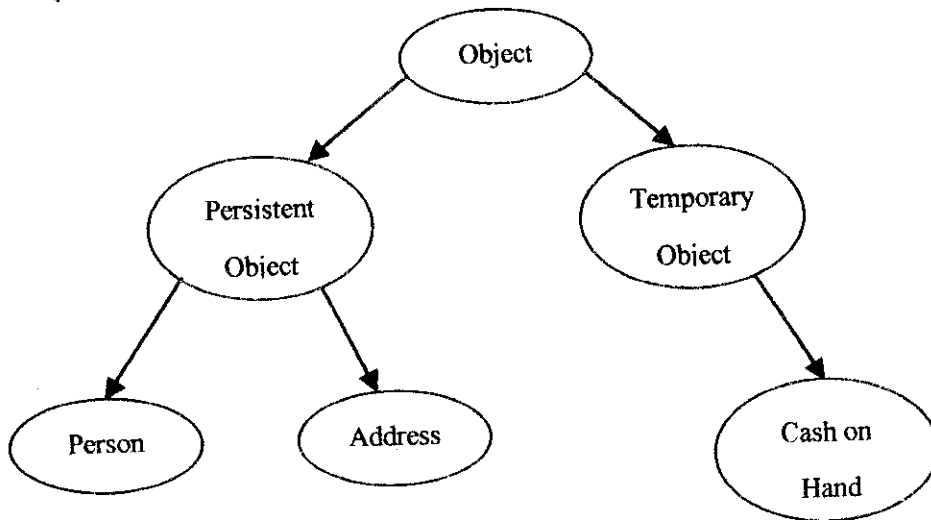 Object
Persistent
Object
Temporary
Object
Person
Address
Cash on
Hand